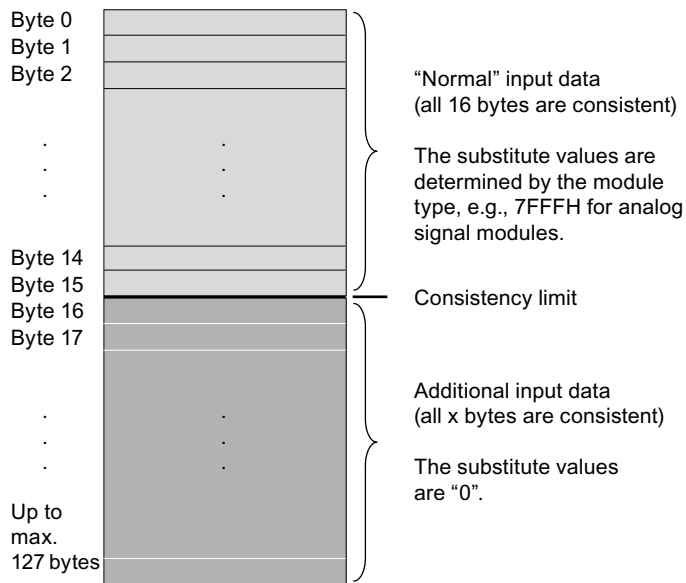 Byte 0
Byte 1
Byte 2
.
.
.
.
.
.
Byte 14
Byte 15
Byte 16
Byte 17
.
.
.
.
.
.
Up to
max.
127 bytes
“Normal” input data
(all 16 bytes are consistent)
The substitute values are
determined by the module
type, e.g., 7FFFH for analog
signal modules.
Consistency limit
Additional input data
(all x bytes are consistent)
The substitute values
are “0”.